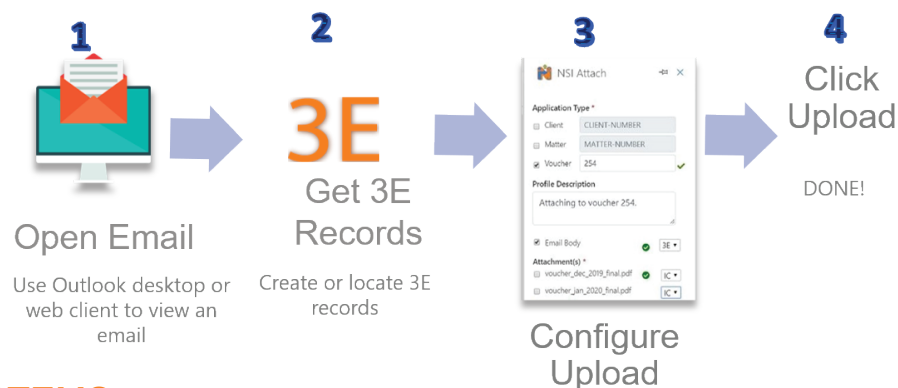 1
2
3
4
Open Email
Use Outlook desktop or
web client to view an
email
3E
Get 3E
Records
Create or locate 3E
records
NSI Attach
Application Type *
Client CLIENT-NUMBER
Matter MATTER-NUMBER
Voucher 254
Profile Description
Attaching to voucher 254.
Email Body 3E
Attachment(s) *
voucher_dec_2019_final.pdf IC
voucher_jan_2020_final.pdf IC
Configure
Upload
Click
Upload
DONE!